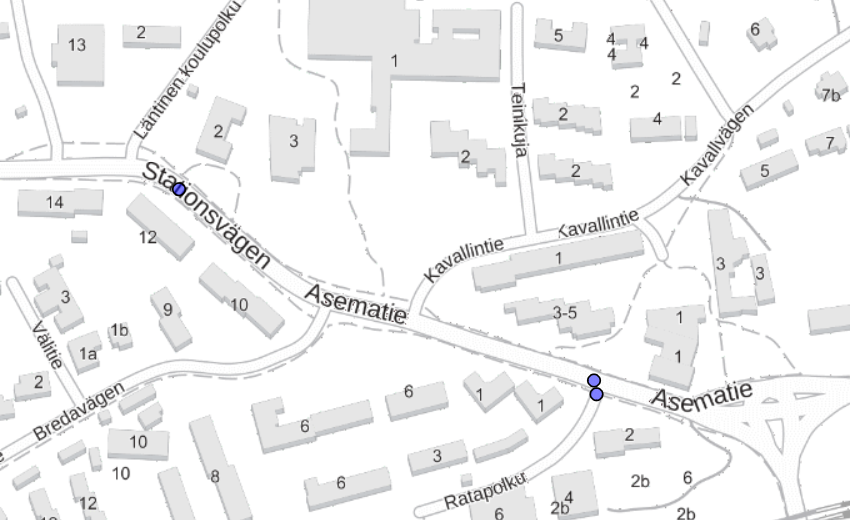 Läntinen koulupolku
13
2
1
5
4
4
4
6
2
2
7b
Teinikuja
2
4
2
3
Kavallvägen
7
2
2
5
Stationsvägen
14
12
Kavallintie
Kavallintie
1
3
3
3
10
Asematie
9
1b
3-5
1
1a
1
Välitie
2
Bredavägen
6
1
1
Asematie
6
10
2
3
10
8
6
Ratapolku
2b
6
4
12
2b
6
2b